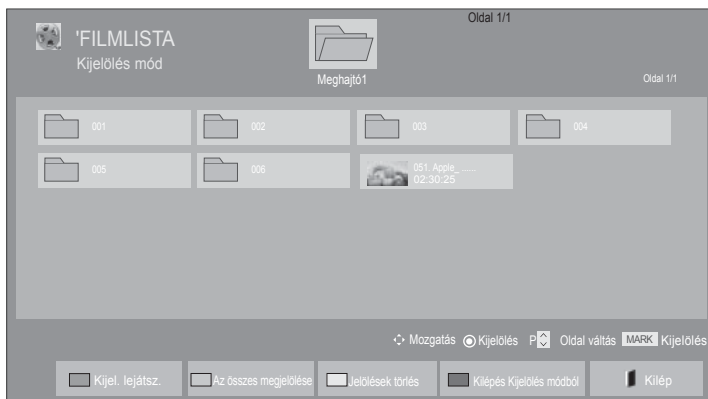 Oldal 1/1
'FILMLISTA
Kijelölés mód
Meghajtó1
Oldal 1/1
001
002
003
004
005
006
051. Apple_ ......
02:30:25
Mozgatás Kijelölés P Oldal váltás MARK Kijelölés
Kijel. lejátsz. Az összes megjelölése Jelölések törlés Kilépés Kijelölés módból Kilép